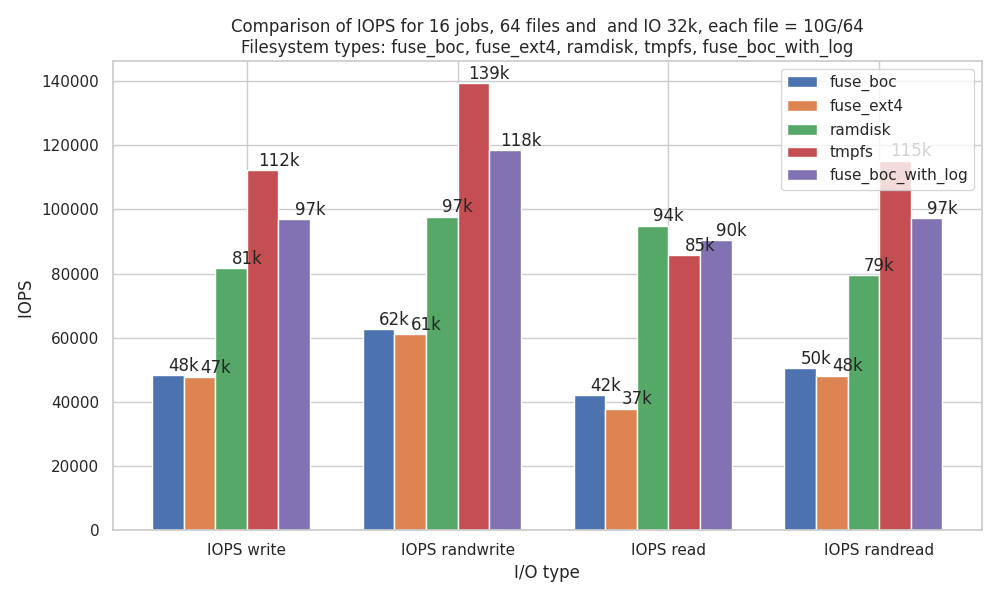 Comparison of IOPS for 16 jobs, 64 files and  and IO 32k, each file = 10G/64
Filesystem types: fuse_boc, fuse_ext4, ramdisk, tmpfs, fuse_boc_with_log
IOPS
140000
120000
100000
80000
60000
40000
20000
0
48k
47k
81k
112k
97k
62k
61k
97k
139k
118k
42k
37k
94k
85k
90k
50k
48k
79k
115k
97k
fuse_boc
fuse_ext4
ramdisk
tmpfs
fuse_boc_with_log
IOPS write
IOPS randwrite
IOPS read
IOPS randread
I/O type